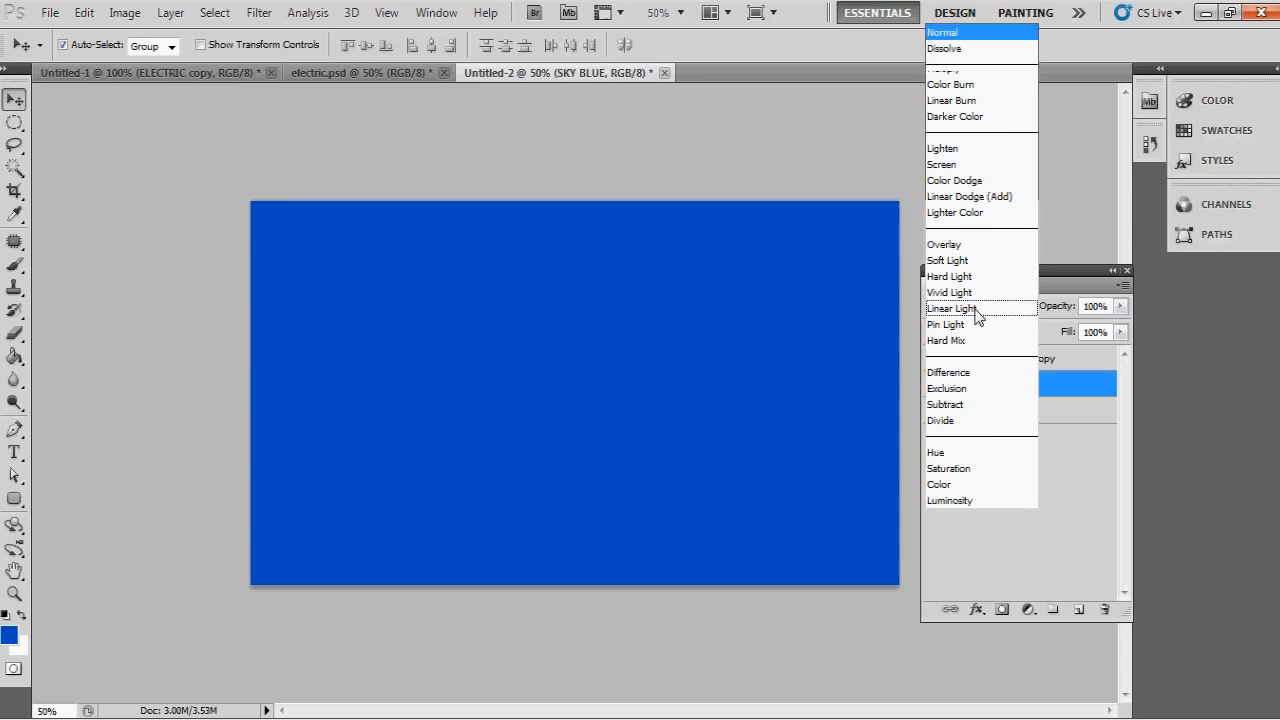 Ps File Edit Image Layer Select Filter Analysis 3D View Window Help Br Mb 50% ESSENTIALS DESIGN PAINTING CS Live
Auto-Select: Group Show Transform Controls
Untitled-1 @ 100% (ELECTRIC copy, RGB/8) * electric.psd @ 50% (RGB/8) * Untitled-2 @ 50% (SKY BLUE, RGB/8) *
Normal
Dissolve
Color Burn
Linear Burn
Darker Color
Lighten
Screen
Color Dodge
Linear Dodge (Add)
Lighter Color
Overlay
Soft Light
Hard Light
Vivid Light
Linear Light
Pin Light
Hard Mix
Difference
Exclusion
Subtract
Divide
Hue
Saturation
Color
Luminosity
Opacity: 100%
Fill: 100%
opy
fx
Mb
COLOR
SWATCHES
STYLES
CHANNELS
PATHS
T
50% Doc: 3.00M/3.53M